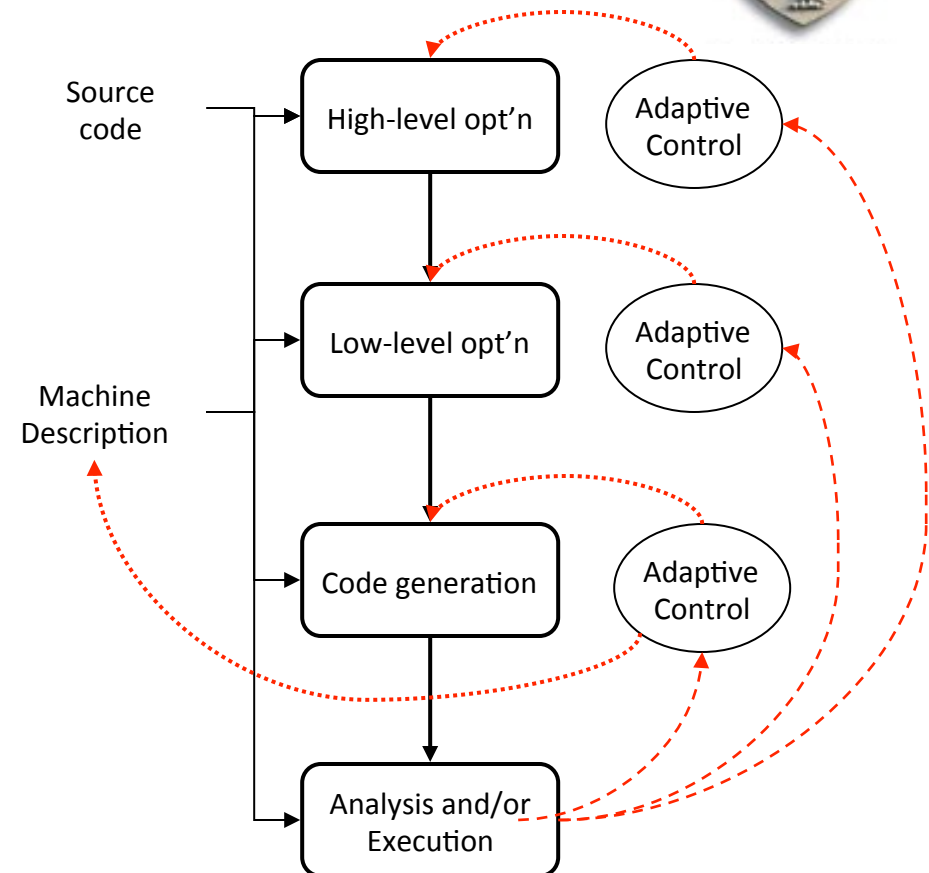 Source
code
High-level opt’n
Adaptive
Control
Low-level opt’n
Adaptive
Control
Machine
Description
Code generation
Adaptive
Control
Analysis and/or
Execution